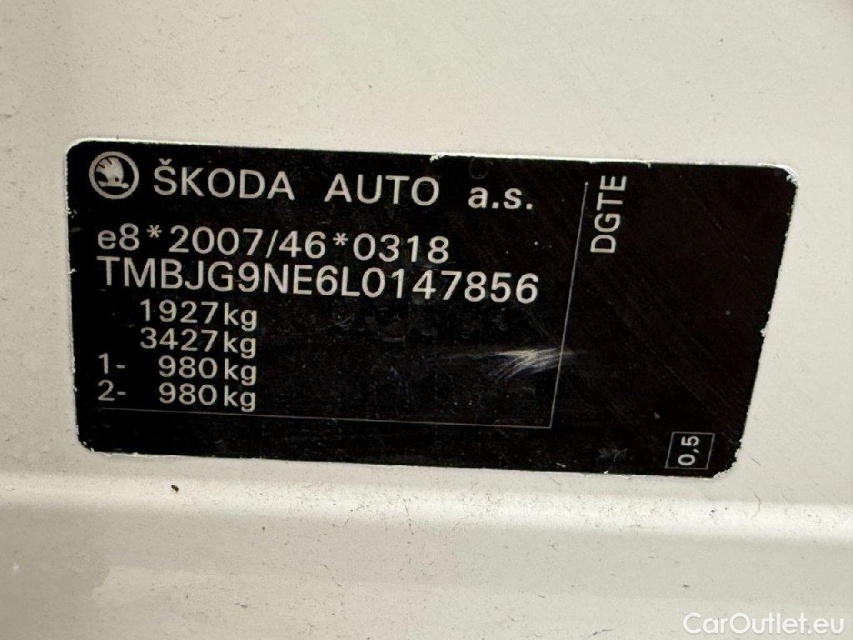 ŠKODA AUTO a.s.
e8*2007/46*0318
TMBJG9NE6L0147856
1927kg
3427kg
1- 980kg
2- 980kg
DGTE
0,5
CarOutlet.eu